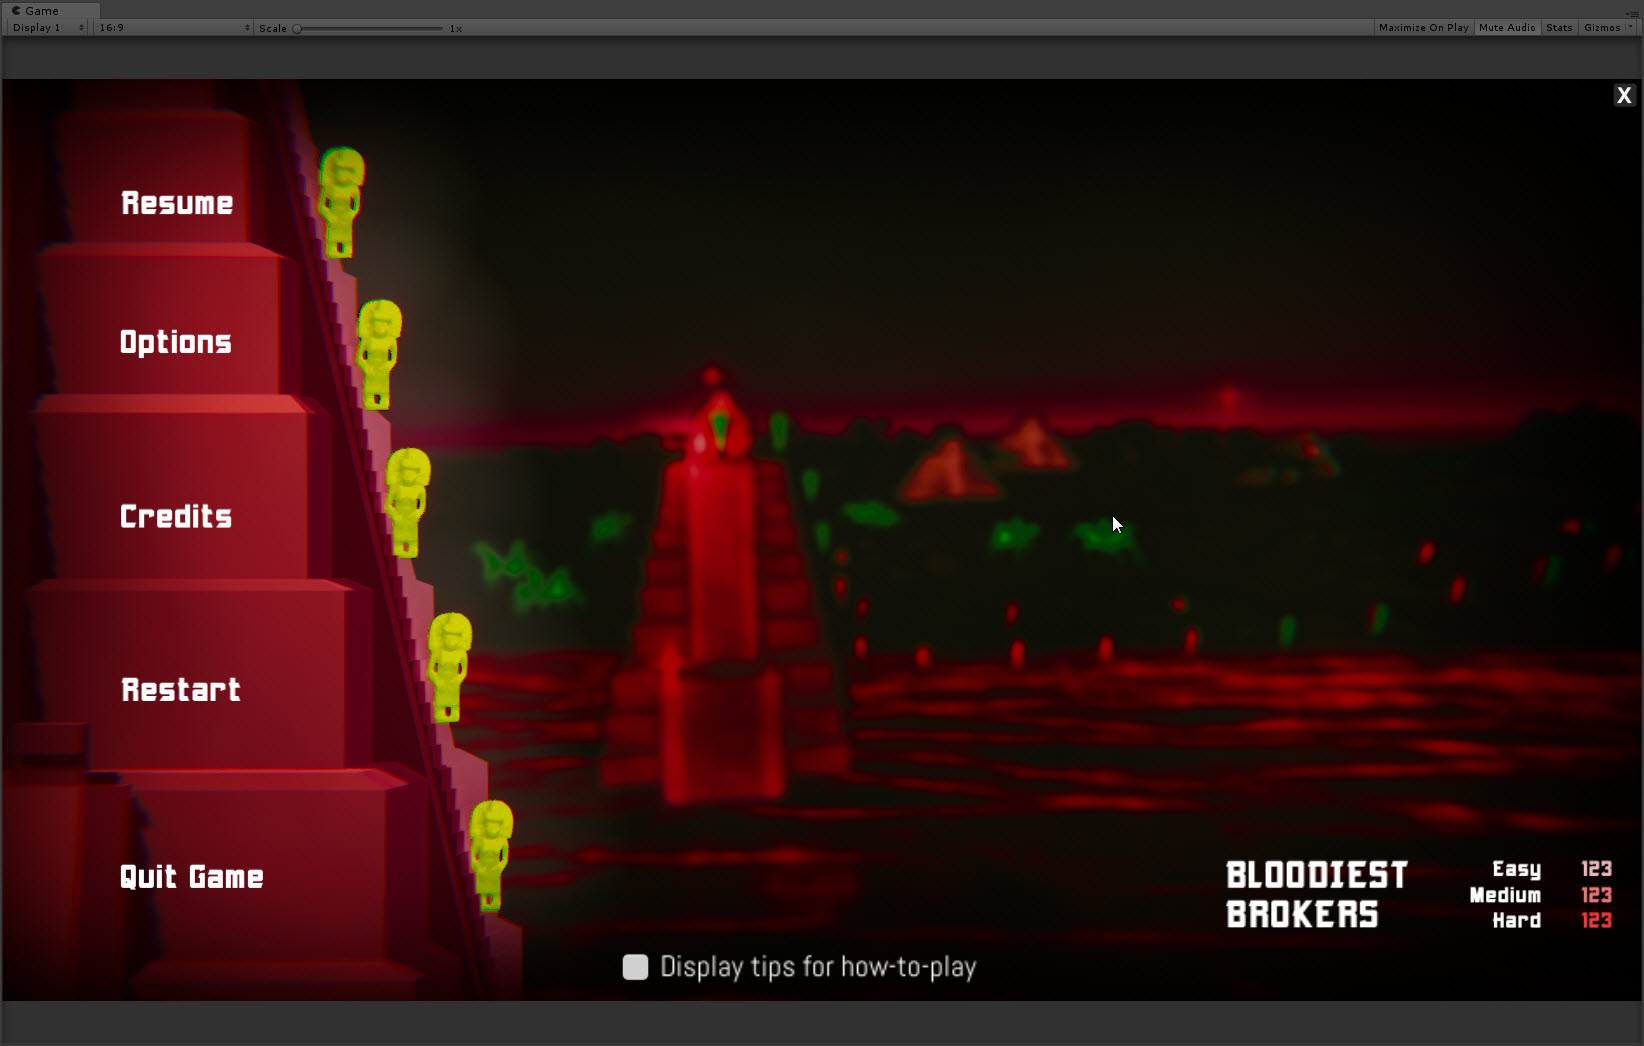 Game
Display 1 16:9 Scale 1x Maximize On Play Mute Audio Stats Gizmos
X
Resume
Options
Credits
Restart
Quit Game
BLOODIEST
BROKERS
Easy 123
Medium 123
Hard 123
Display tips for how-to-play